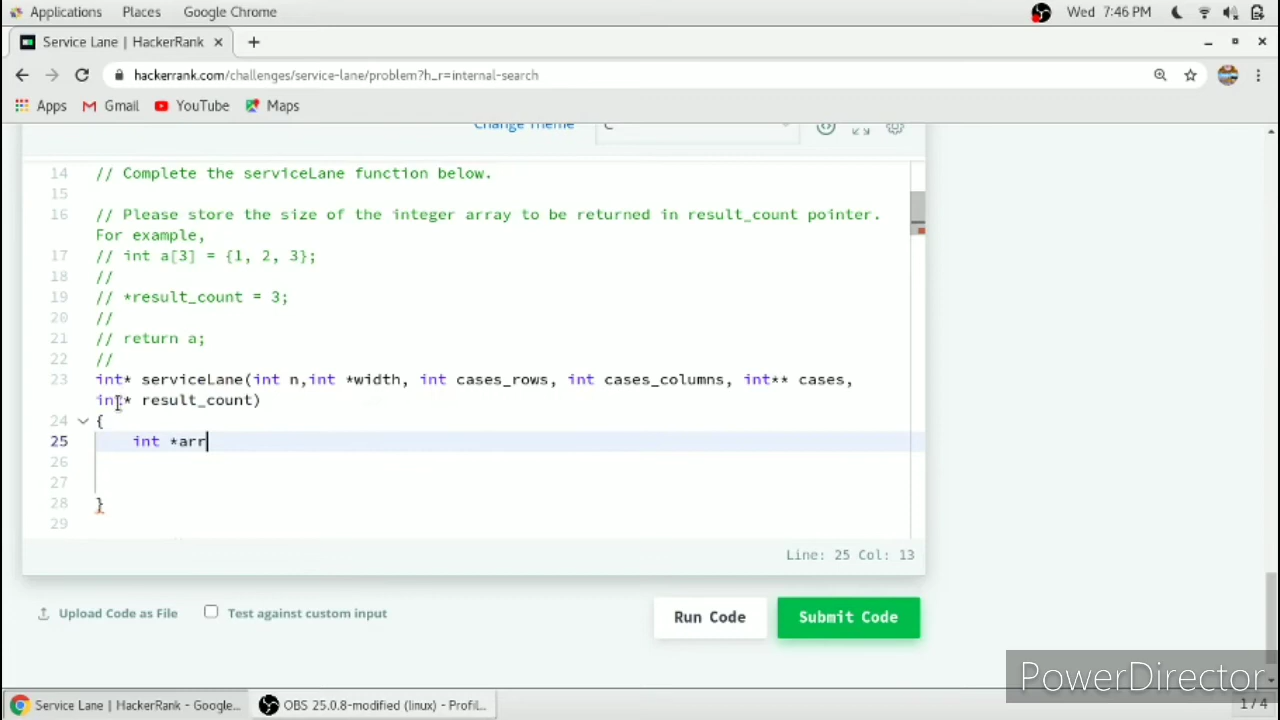 Applications Places Google Chrome Wed 7:46 PM
Service Lane | HackerRank
hackerrank.com/challenges/service-lane/problem?h_r=internal-search
Apps Gmail YouTube Maps
Change Theme C
14 // Complete the serviceLane function below.
15
16 // Please store the size of the integer array to be returned in result_count pointer.
For example,
17 // int a[3] = {1, 2, 3};
18 //
19 // *result_count = 3;
20 //
21 // return a;
22 //
23 int* serviceLane(int n,int *width, int cases_rows, int cases_columns, int** cases,
int* result_count)
24 {
25 int *arr
26
27
28 }
29
Line: 25 Col: 13
Upload Code as File Test against custom input Run Code Submit Code
PowerDirector
Service Lane | HackerRank - Google... OBS 25.0.8-modified (linux) - Profil... 1 / 4